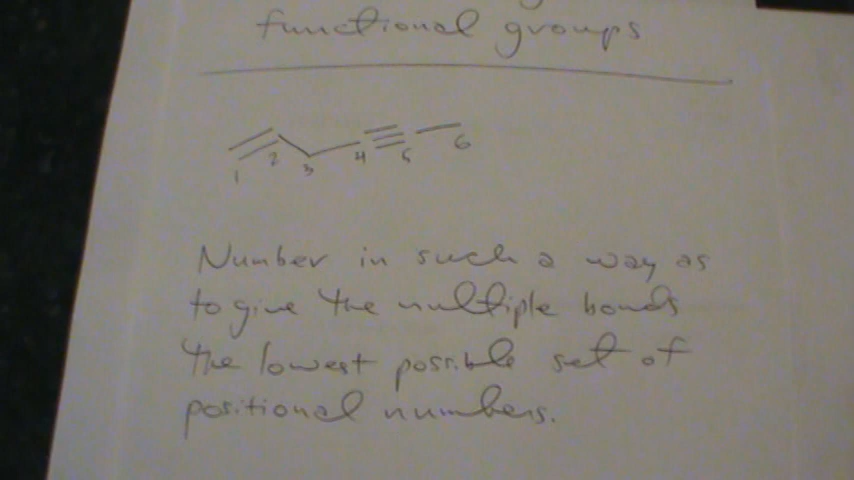 functional groups
1 2 3 4 5 6
Number in such a way as
to give the multiple bonds
the lowest possible set of
positional numbers.